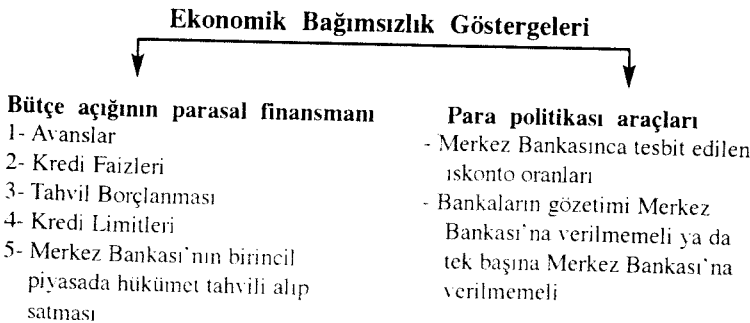 Ekonomik Bağımsızlık Göstergeleri
Bütçe açığının parasal finansmanı
1- Avanslar
2- Kredi Faizleri
3- Tahvil Borçlanması
4- Kredi Limitleri
5- Merkez Bankası'nın birincil
piyasada hükümet tahvili alıp
satması
Para politikası araçları
- Merkez Bankasınca tesbit edilen
ıskonto oranları
- Bankaların gözetimi Merkez
Bankası'na verilmemeli ya da
tek başına Merkez Bankası'na
verilmemeli